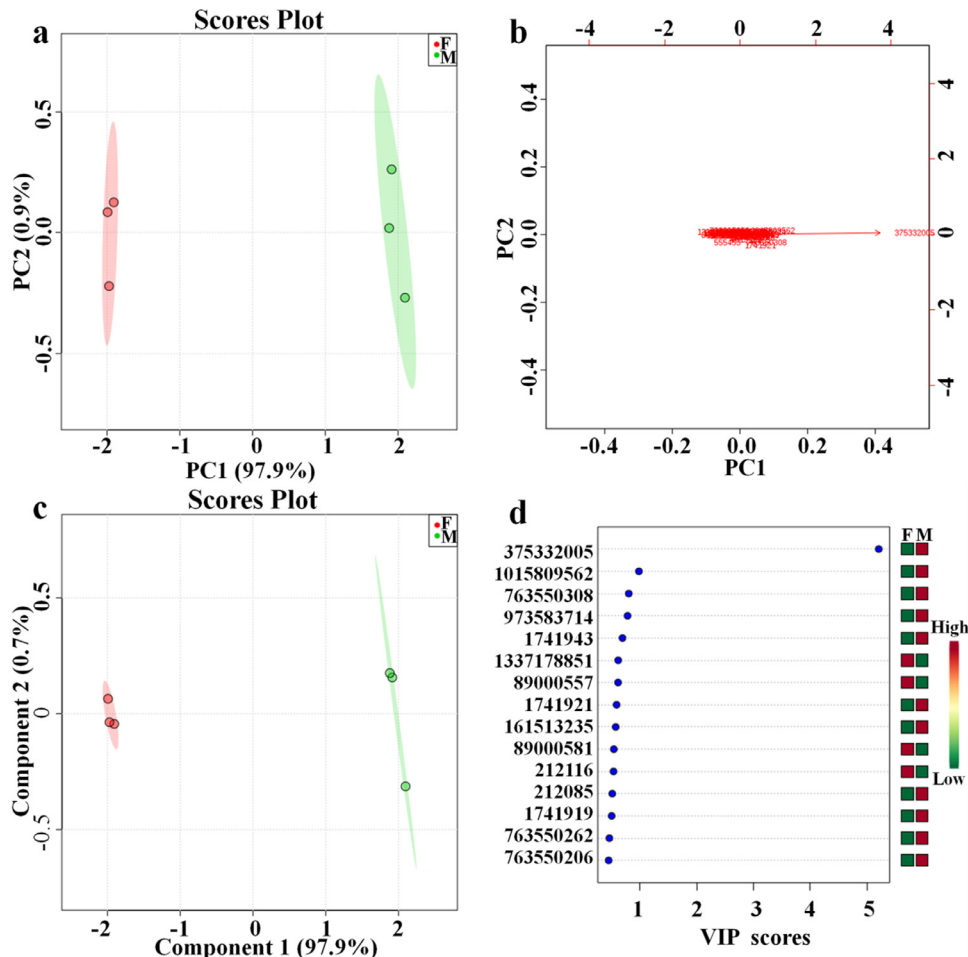 a
Scores Plot
F
M
PC2 (0.9%)
0.5
0.0
-0.5
-2
-1
0
1
2
PC1 (97.9%)
b
-4
-2
0
2
4
PC2
0.4
0.2
0.0
-0.2
-0.4
4
2
0
-2
-4
375332005
1741921
-0.4
-0.2
0.0
0.2
0.4
PC1
c
Scores Plot
F
M
Component 2 (0.7%)
0.5
0
-0.5
-2
-1
0
1
2
Component 1 (97.9%)
d
F M
375332005
1015809562
763550308
973583714
1741943
1337178851
89000557
1741921
161513235
89000581
212116
212085
1741919
763550262
763550206
High
Low
1
2
3
4
5
VIP scores